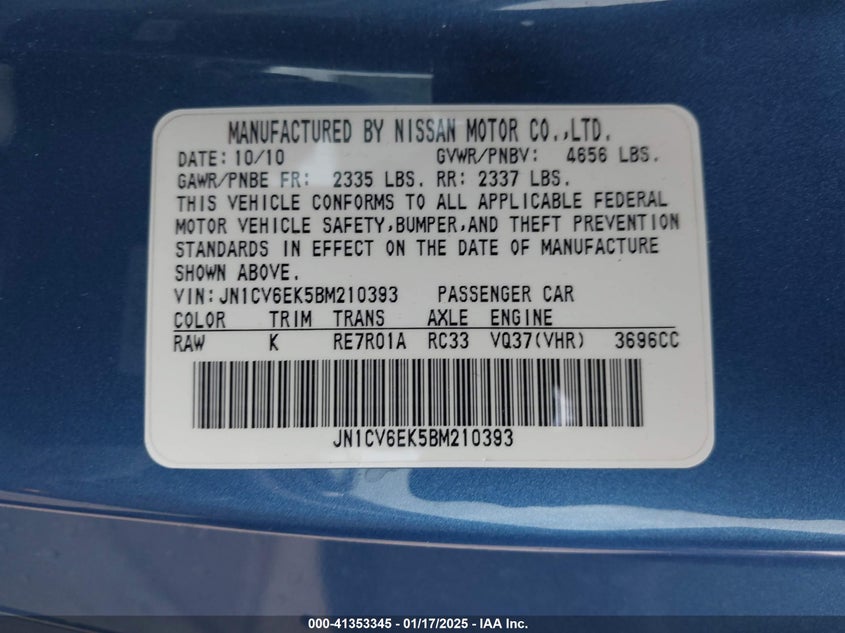 MANUFACTURED BY NISSAN MOTOR CO.,LTD.
DATE: 10/10 GVWR/PNBV: 4656 LBS.
GAWR/PNBE FR: 2335 LBS. RR: 2337 LBS.
THIS VEHICLE CONFORMS TO ALL APPLICABLE FEDERAL
MOTOR VEHICLE SAFETY,BUMPER,AND THEFT PREVENTION
STANDARDS IN EFFECT ON THE DATE OF MANUFACTURE
SHOWN ABOVE.
VIN: JN1CV6EK5BM210393 PASSENGER CAR
COLOR TRIM TRANS AXLE ENGINE
RAW K RE7R01A RC33 VQ37(VHR) 3696CC
JN1CV6EK5BM210393
000-41353345 - 01/17/2025 - IAA Inc.